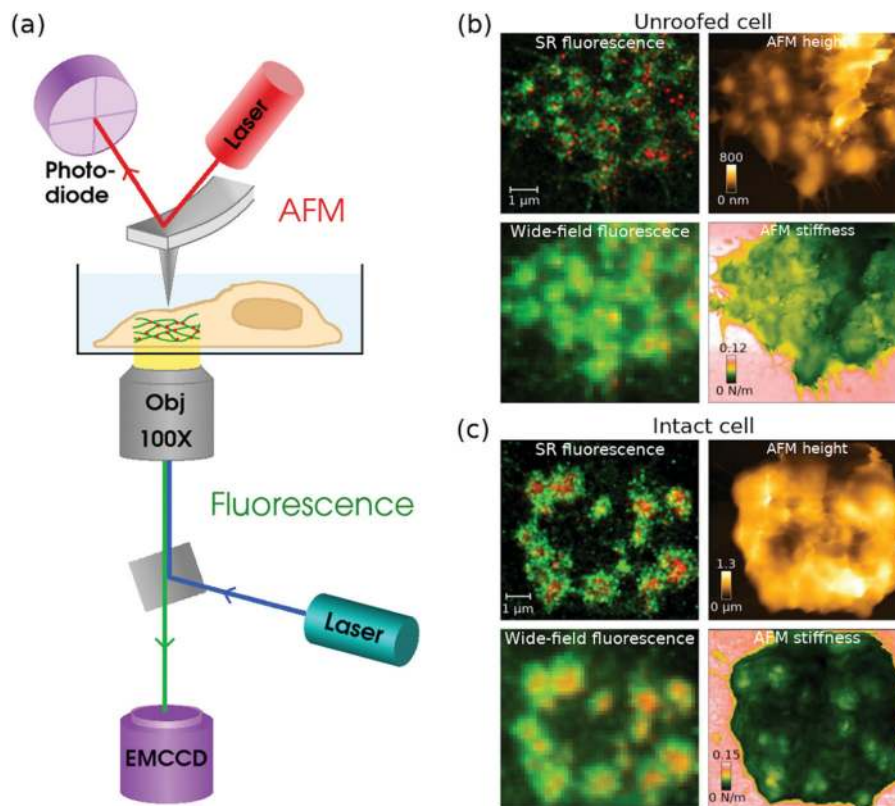 (a)
Laser
Photo-
diode
AFM
Obj
100X
Fluorescence
Laser
EMCCD
(b)
Unroofed cell
SR fluorescence
AFM height
1 µm
800
0 nm
Wide-field fluorescece
AFM stiffness
0.12
0 N/m
(c)
Intact cell
SR fluorescence
AFM height
1 µm
1.3
0 µm
Wide-field fluorescence
AFM stiffness
0.15
0 N/m